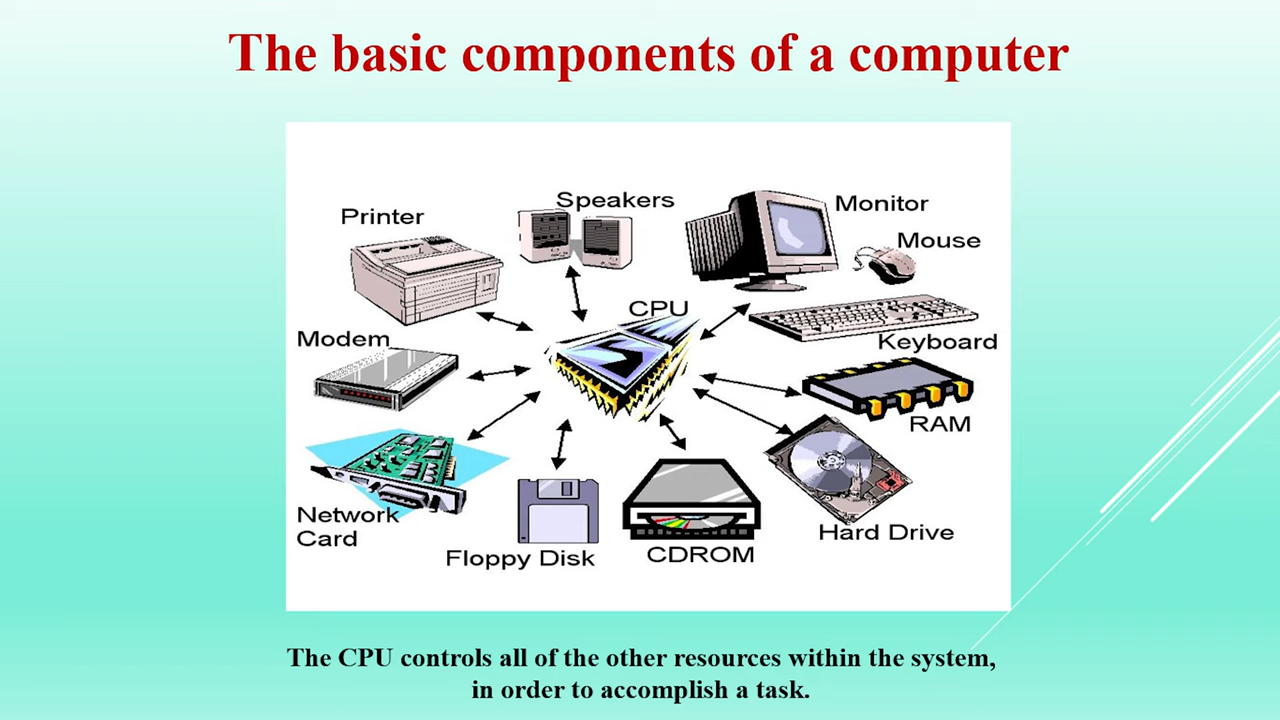 The basic components of a computer
Printer
Speakers
Monitor
Mouse
CPU
Modem
Keyboard
RAM
Network
Card
Floppy Disk
CDROM
Hard Drive
The CPU controls all of the other resources within the system,
in order to accomplish a task.